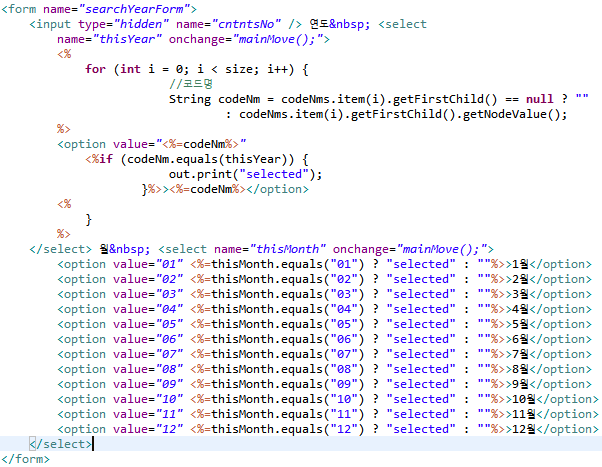 <form name="searchYearForm">
<input type="hidden" name="cntntsNo" /> 연도&nbsp; <select
name="thisYear" onchange="mainMove();">
<%
for (int i = 0; i < size; i++) {
//코드명
String codeNm = codeNms.item(i).getFirstChild() == null ? ""
: codeNms.item(i).getFirstChild().getNodeValue();
%>
<option value="<%=codeNm%>"
<%if (codeNm.equals(thisYear)) {
out.print("selected");
}%>><%=codeNm%></option>
<%
}
%>
</select> 월&nbsp; <select name="thisMonth" onchange="mainMove();">
<option value="01" <%=thisMonth.equals("01") ? "selected" : ""%>>1월</option>
<option value="02" <%=thisMonth.equals("02") ? "selected" : ""%>>2월</option>
<option value="03" <%=thisMonth.equals("03") ? "selected" : ""%>>3월</option>
<option value="04" <%=thisMonth.equals("04") ? "selected" : ""%>>4월</option>
<option value="05" <%=thisMonth.equals("05") ? "selected" : ""%>>5월</option>
<option value="06" <%=thisMonth.equals("06") ? "selected" : ""%>>6월</option>
<option value="07" <%=thisMonth.equals("07") ? "selected" : ""%>>7월</option>
<option value="08" <%=thisMonth.equals("08") ? "selected" : ""%>>8월</option>
<option value="09" <%=thisMonth.equals("09") ? "selected" : ""%>>9월</option>
<option value="10" <%=thisMonth.equals("10") ? "selected" : ""%>>10월</option>
<option value="11" <%=thisMonth.equals("11") ? "selected" : ""%>>11월</option>
<option value="12" <%=thisMonth.equals("12") ? "selected" : ""%>>12월</option>
</select>
</form>